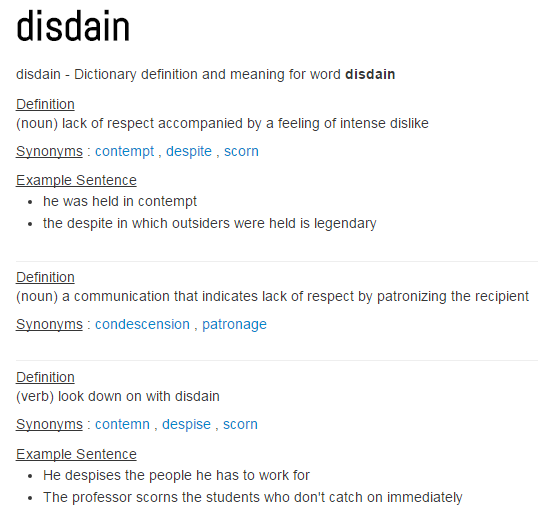 disdain
disdain - Dictionary definition and meaning for word disdain
Definition
(noun) lack of respect accompanied by a feeling of intense dislike
Synonyms : contempt , despite , scorn
Example Sentence
• he was held in contempt
• the despite in which outsiders were held is legendary
Definition
(noun) a communication that indicates lack of respect by patronizing the recipient
Synonyms : condescension , patronage
Definition
(verb) look down on with disdain
Synonyms : contemn , despise , scorn
Example Sentence
• He despises the people he has to work for
• The professor scorns the students who don't catch on immediately